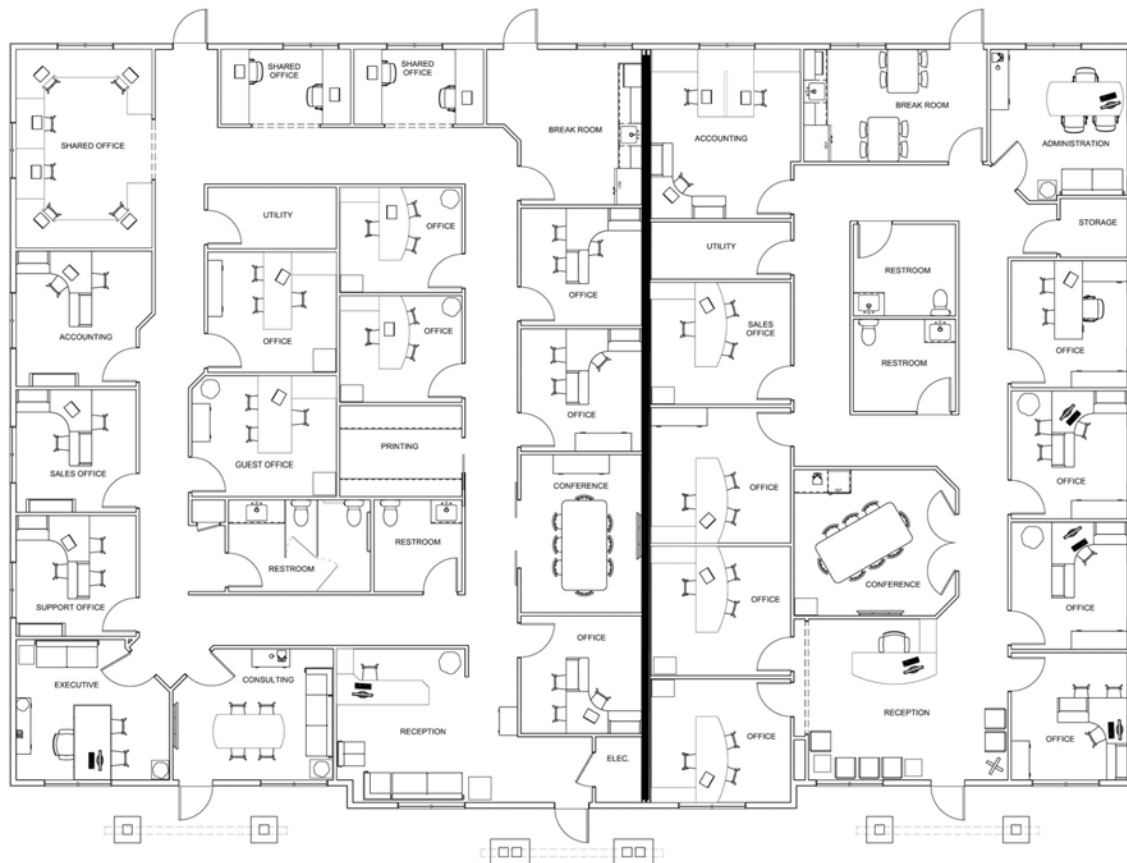 SHARED
OFFICE
SHARED
OFFICE
SHARED OFFICE
BREAK ROOM
ACCOUNTING
BREAK ROOM
ADMINISTRATION
UTILITY
OFFICE
UTILITY
RESTROOM
STORAGE
ACCOUNTING
OFFICE
OFFICE
OFFICE
SALES
OFFICE
RESTROOM
OFFICE
SALES OFFICE
GUEST OFFICE
PRINTING
OFFICE
CONFERENCE
OFFICE
OFFICE
SUPPORT OFFICE
RESTROOM
RESTROOM
OFFICE
CONFERENCE
OFFICE
EXECUTIVE
CONSULTING
RECEPTION
OFFICE
ELEC.
OFFICE
RECEPTION
OFFICE